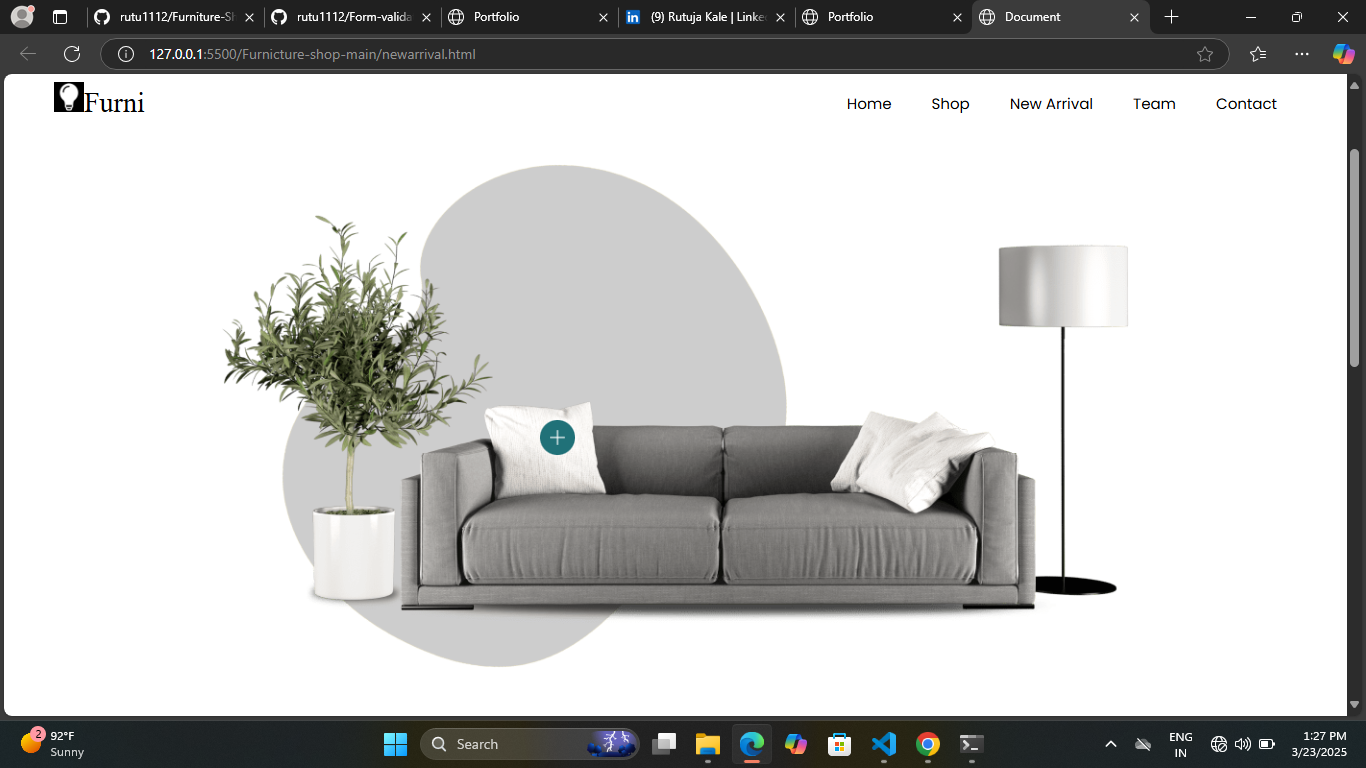 rutu1112/Furniture-Sh
rutu1112/Form-valida
Portfolio
(9) Rutuja Kale | Linke
Portfolio
Document
127.0.0.1:5500/Furnicture-shop-main/newarrival.html
Furni
Home
Shop
New Arrival
Team
Contact
2
92°F
Sunny
Search
ENG
IN
1:27 PM
3/23/2025